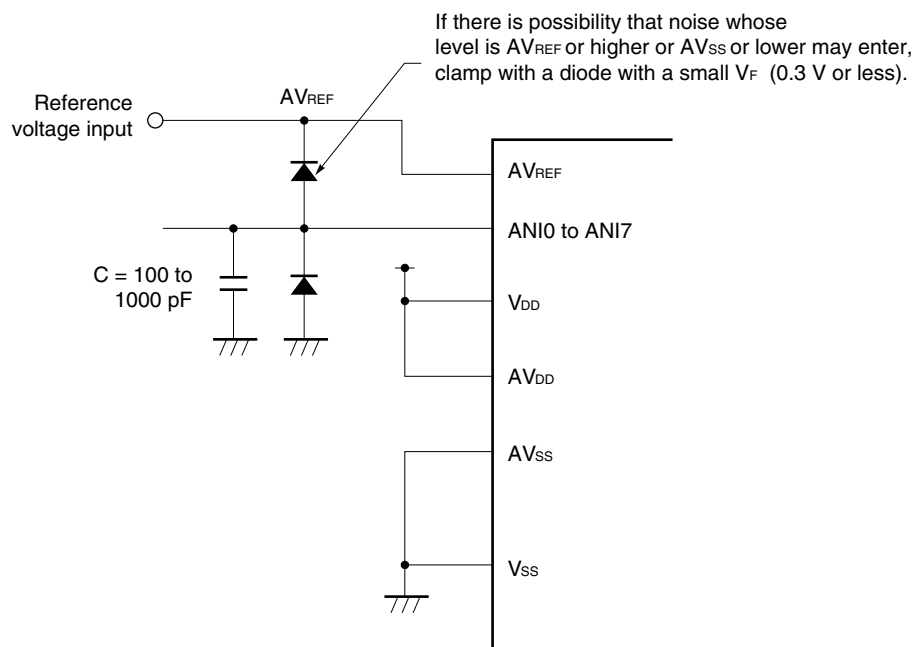 If there is possibility that noise whose
level is AVREF or higher or AVSS or lower may enter,
clamp with a diode with a small VF (0.3 V or less).
Reference
voltage input
AVREF
AVREF
ANI0 to ANI7
C = 100 to
1000 pF
VDD
AVDD
AVSS
VSS